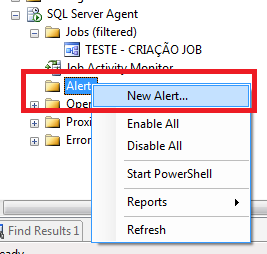 SQL Server Agent
Jobs (filtered)
TESTE - CRIAÇÃO JOB
Job Activity Monitor
Alert
New Alert...
Oper
Enable All
Proxi
Disable All
Error
Start PowerShell
Reports
Refresh
Find Results 1
Ready.